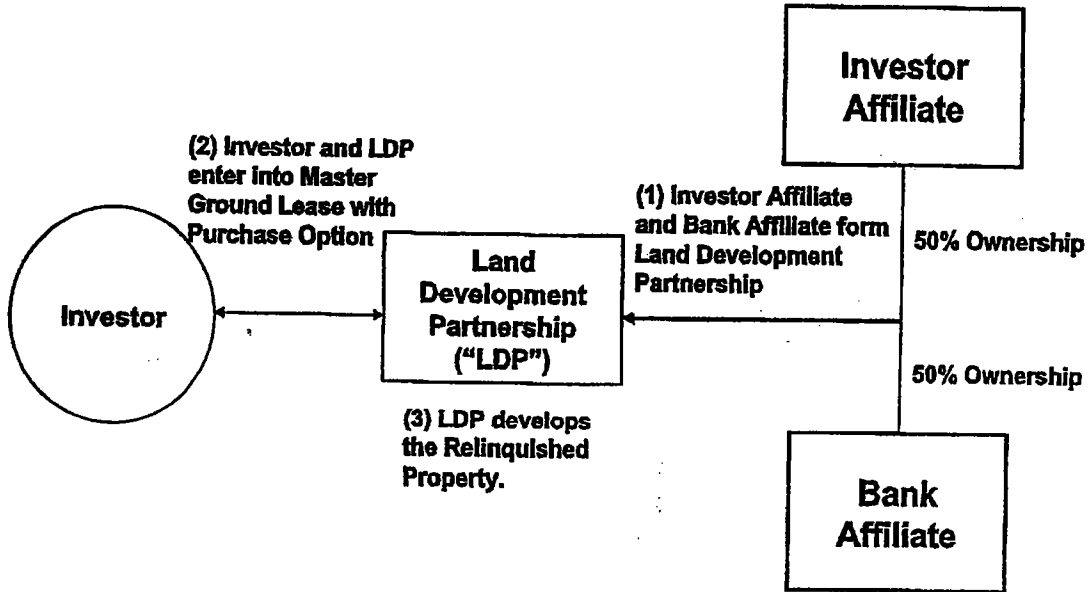 Investor
Affiliate
(2) Investor and LDP
enter into Master
Ground Lease with
Purchase Option
(1) Investor Affiliate
and Bank Affiliate form
Land Development
Partnership
50% Ownership
Investor
Land
Development
Partnership
("LDP")
50% Ownership
(3) LDP develops
the Relinquished
Property.
Bank
Affiliate